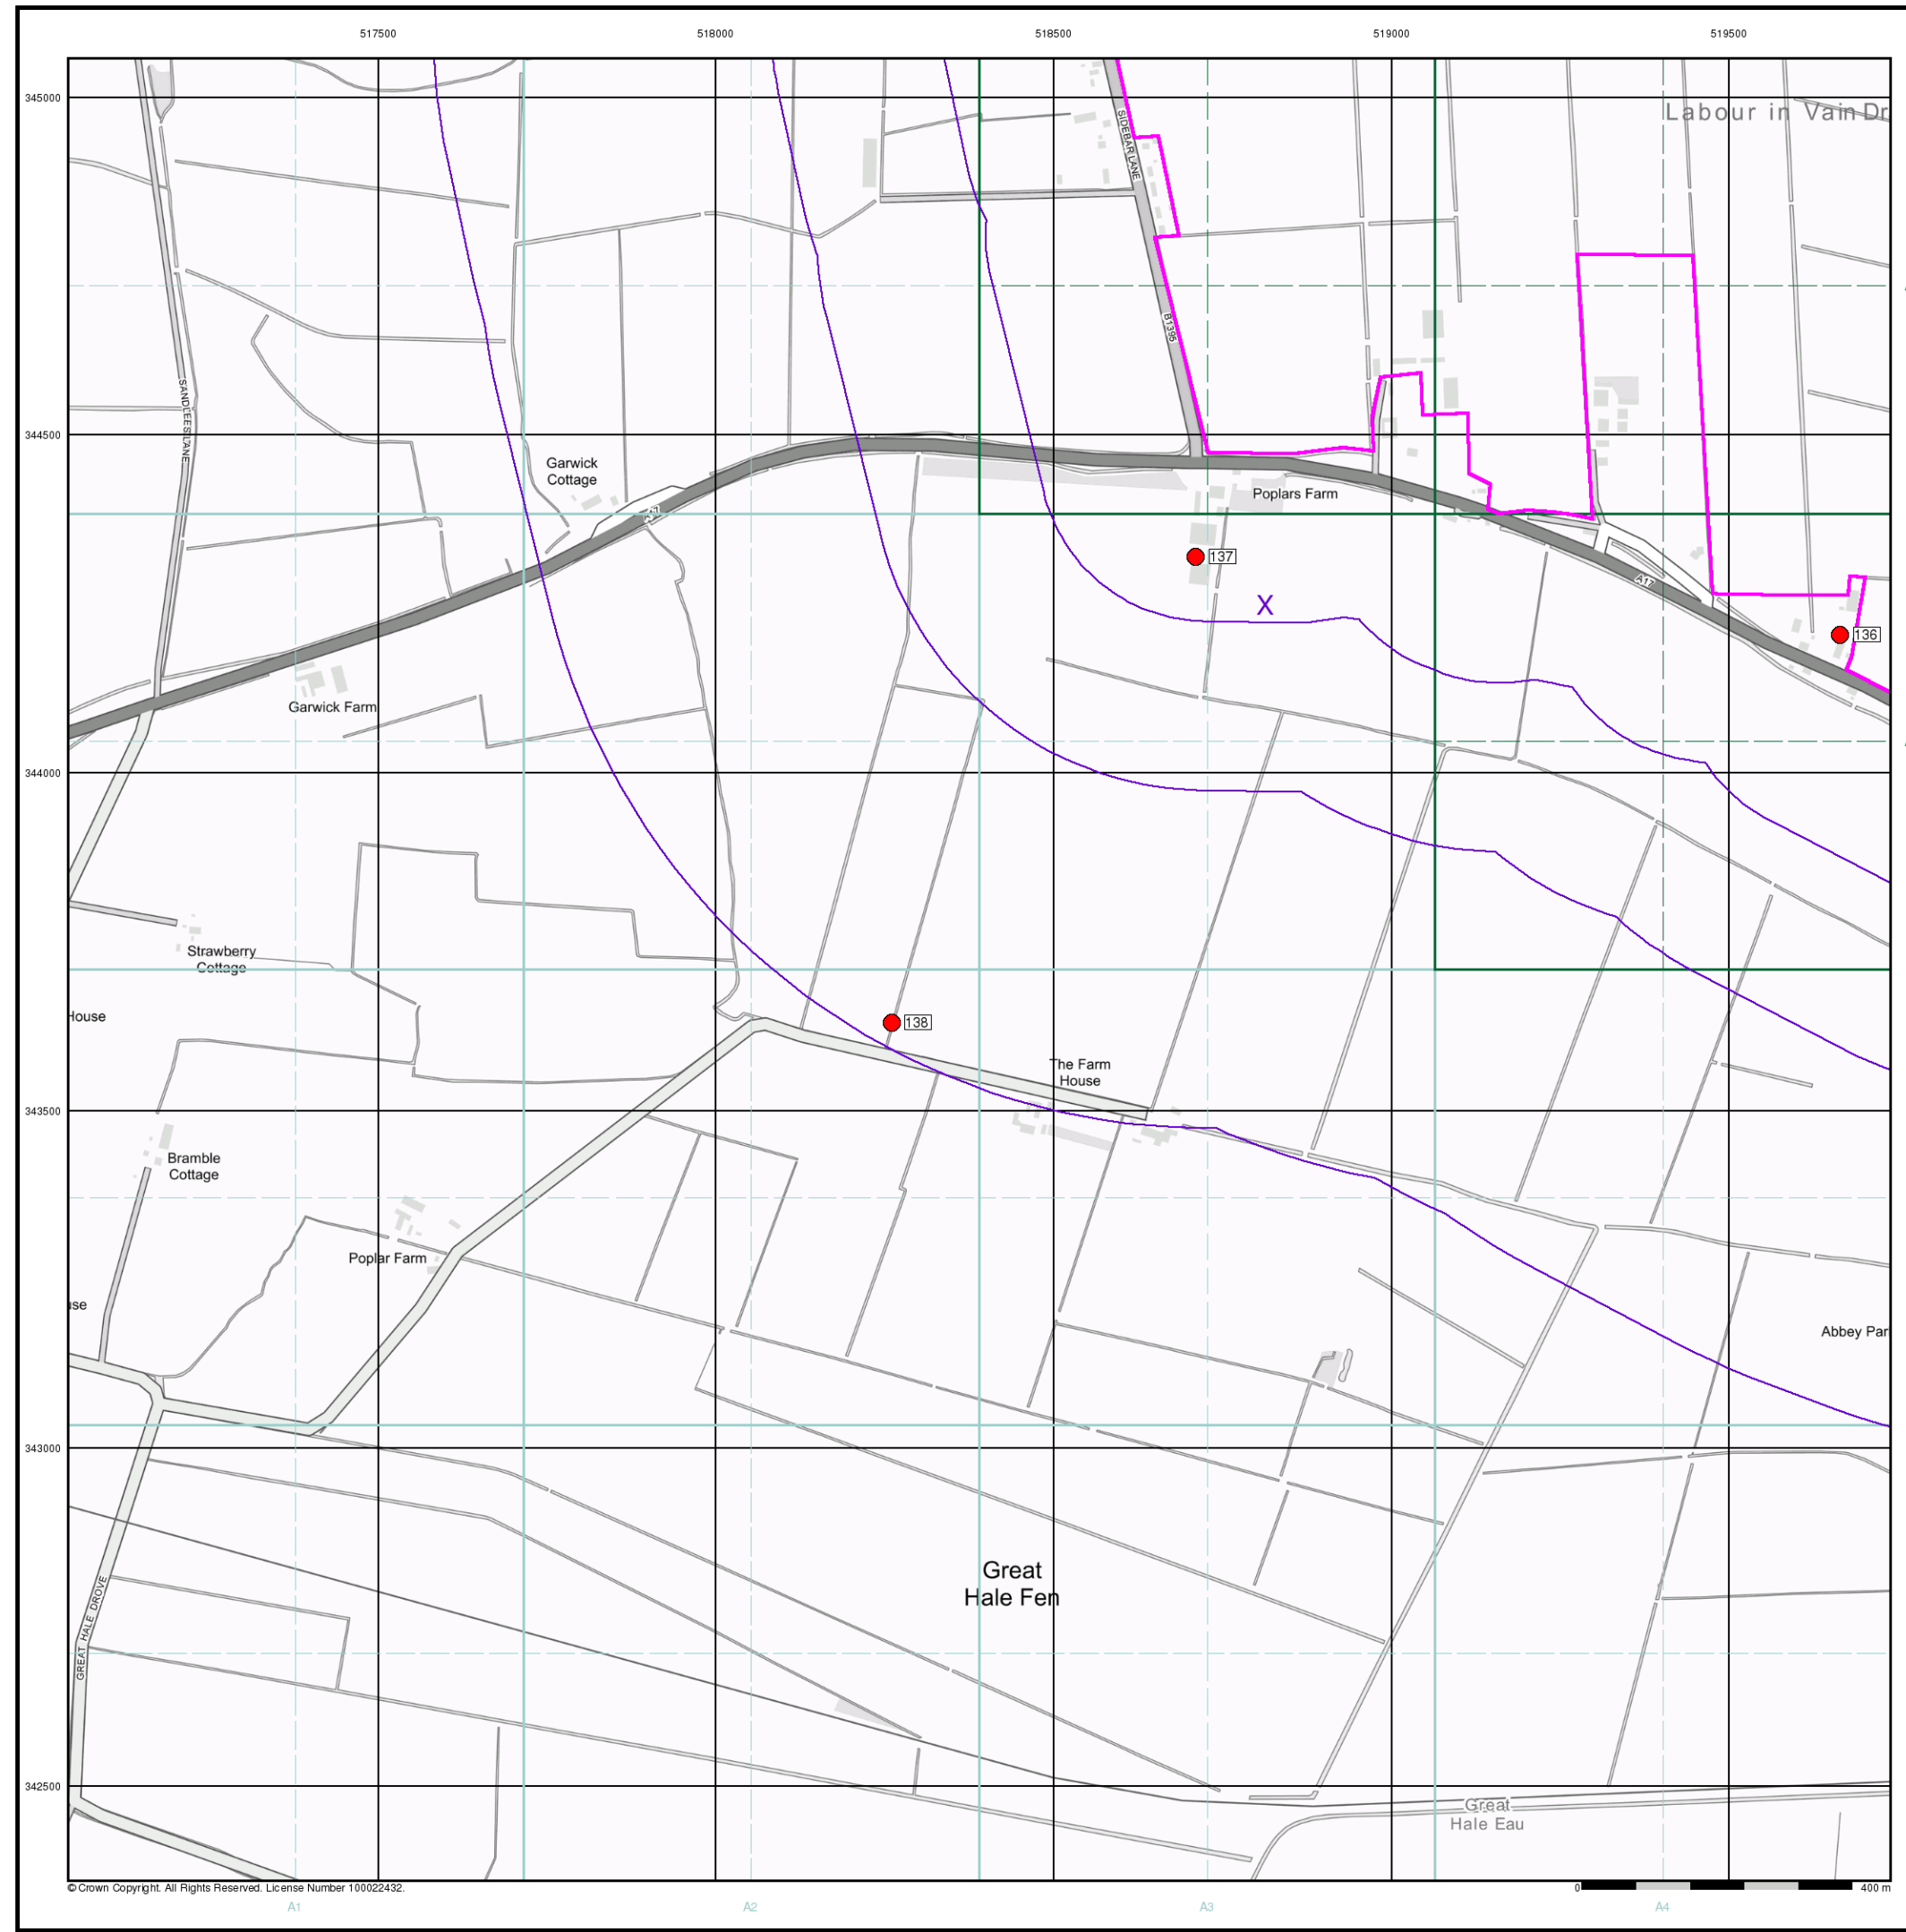 517500
518000
518500
519000
519500
345000
344500
344000
343500
343000
342500
Labour in Vain Dr
SIDEBAR LANE
B1395
SANDLEES LANE
Garwick
Cottage
A17
Poplars Farm
137
X
A17
136
Garwick Farm
Strawberry
Cottage
House
138
The Farm
House
Bramble
Cottage
Poplar Farm
use
Abbey Par
Great
Hale Fen
GREAT HALE DROVE
Great
Hale Eau
© Crown Copyright. All Rights Reserved. License Number 100022432.
0
400 m
A1
A2
A3
A4